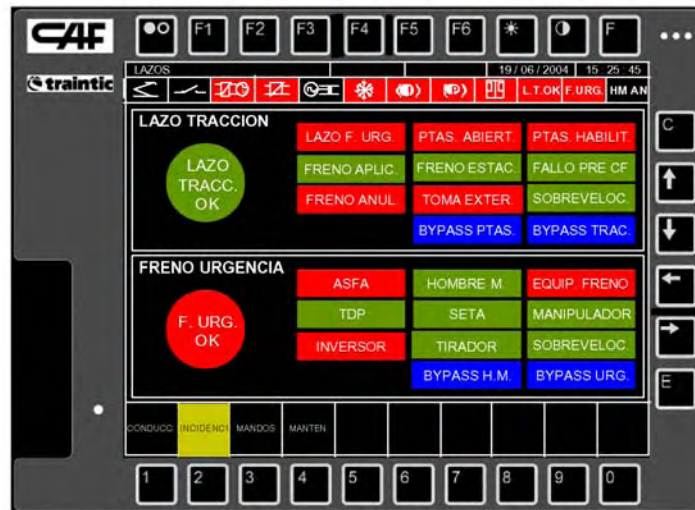 CAF
F1 F2 F3 F4 F5 F6 F
traintic
LAZOS 19/06/2004 15:25:45
L.T.OK F.URG. HM AN
LAZO TRACCION
LAZO TRACC. OK
LAZO F. URG. PTAS. ABIERT. PTAS. HABILIT.
FRENO APLIC. FRENO ESTAC. FALLO PRE CF
FRENO ANUL. TOMA EXTER. SOBREVELOC.
BYPASS PTAS. BYPASS TRAC.
FRENO URGENCIA
F. URG. OK
ASFA HOMBRE M. EQUIP. FRENO
TDP SETA MANIPULADOR
INVERSOR TIRADOR SOBREVELOC.
BYPASS H.M. BYPASS URG.
C
E
CONDUCC INCIDENCI MANDOS MANTEN.
1 2 3 4 5 6 7 8 9 0